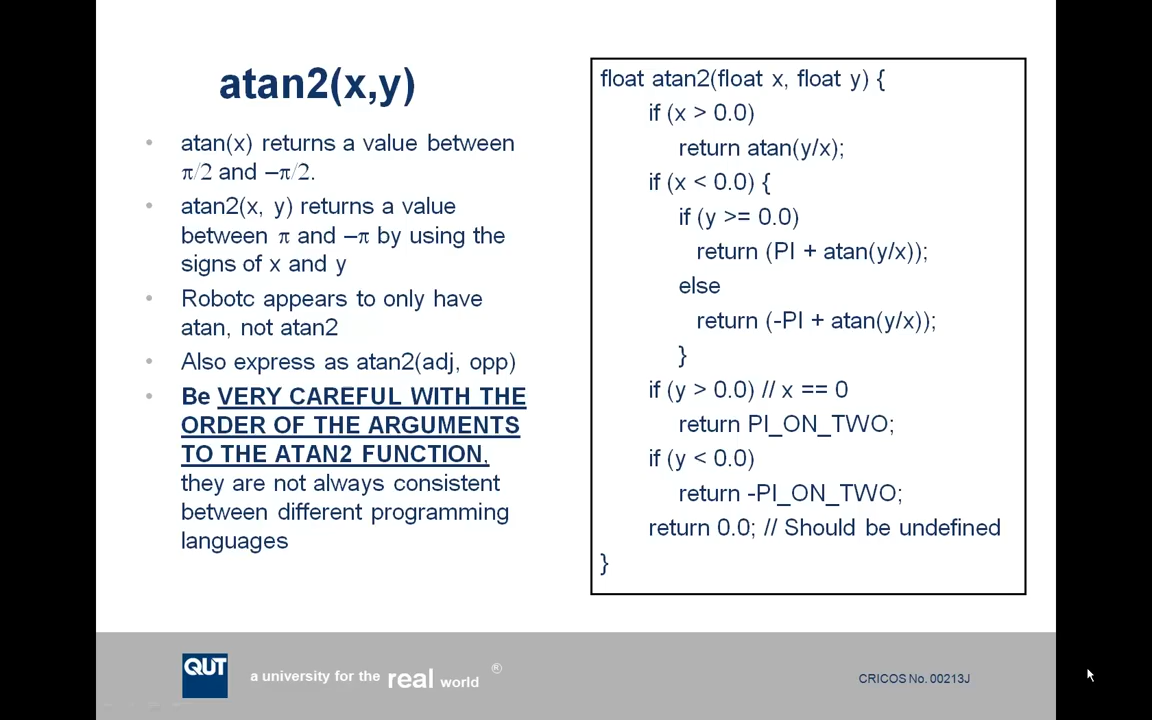 atan2(x,y)
• atan(x) returns a value between
π/2 and –π/2.
• atan2(x, y) returns a value
between π and –π by using the
signs of x and y
• Robotc appears to only have
atan, not atan2
• Also express as atan2(adj, opp)
• Be VERY CAREFUL WITH THE
ORDER OF THE ARGUMENTS
TO THE ATAN2 FUNCTION,
they are not always consistent
between different programming
languages
float atan2(float x, float y) {
if (x > 0.0)
return atan(y/x);
if (x < 0.0) {
if (y >= 0.0)
return (PI + atan(y/x));
else
return (-PI + atan(y/x));
}
if (y > 0.0) // x == 0
return PI_ON_TWO;
if (y < 0.0)
return -PI_ON_TWO;
return 0.0; // Should be undefined
}
QUT
a university for the real world ®
CRICOS No. 00213J